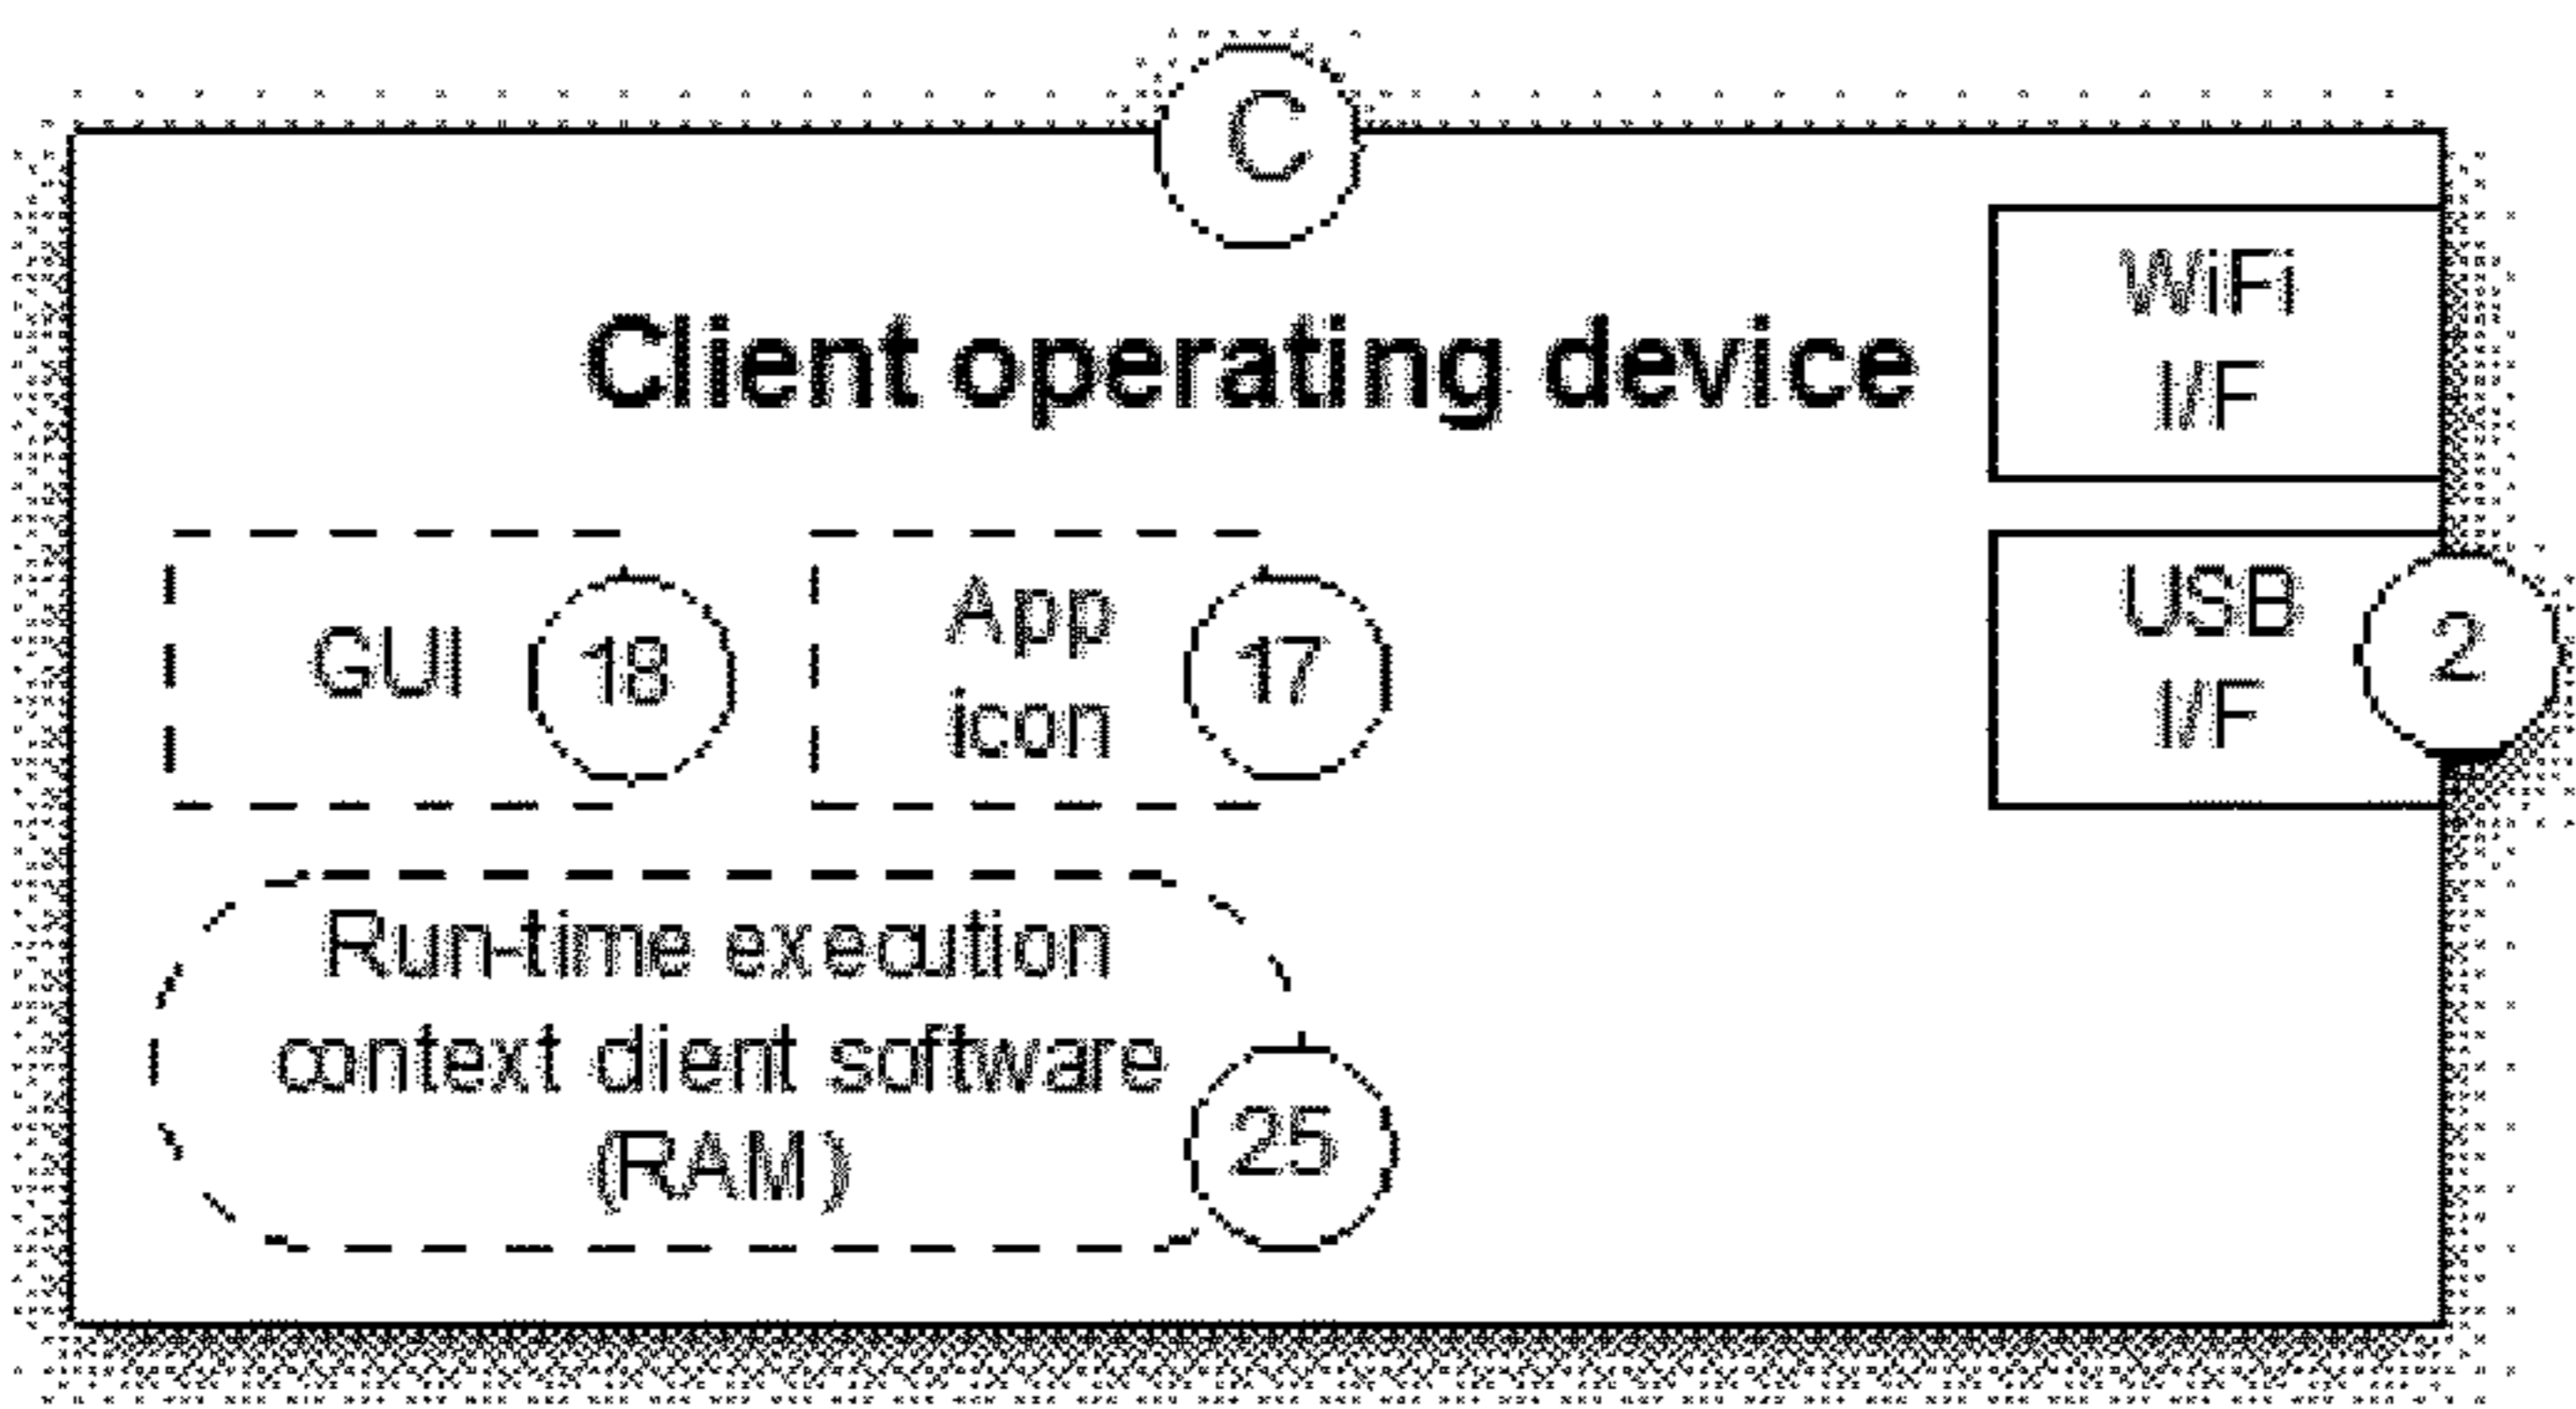 C
Client operating device
WiFi
I/F
GUI
18
App
icon
17
USB
I/F
2
Run-time execution
context client software
(RAM)
25